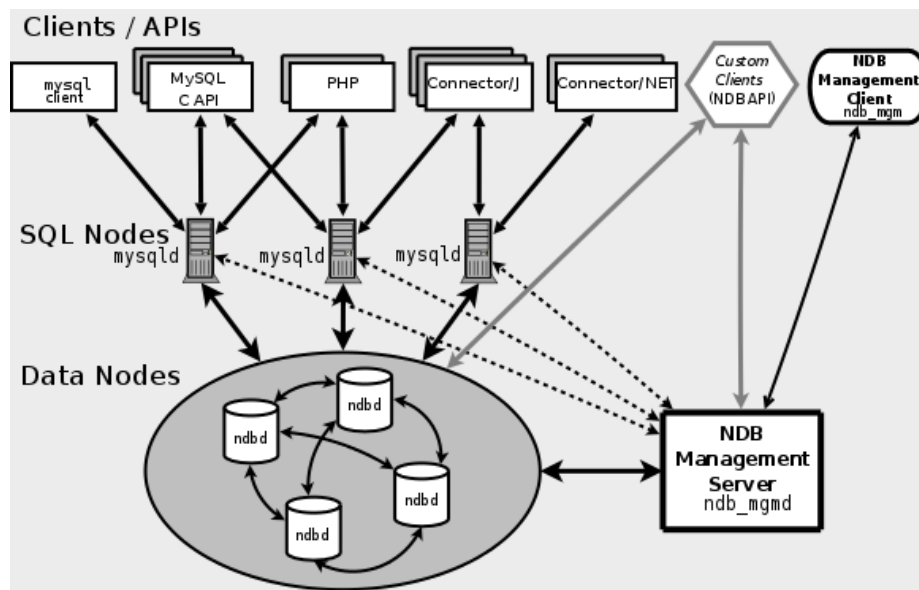 Clients / APIs
mysql
client
MySQL
C API
PHP
Connector/J
Connector/NET
Custom
Clients
(NDBAPI)
NDB
Management
Client
ndb_mgm
SQL Nodes
mysqld
mysqld
mysqld
Data Nodes
ndbd
ndbd
ndbd
ndbd
NDB
Management
Server
ndb_mgmd